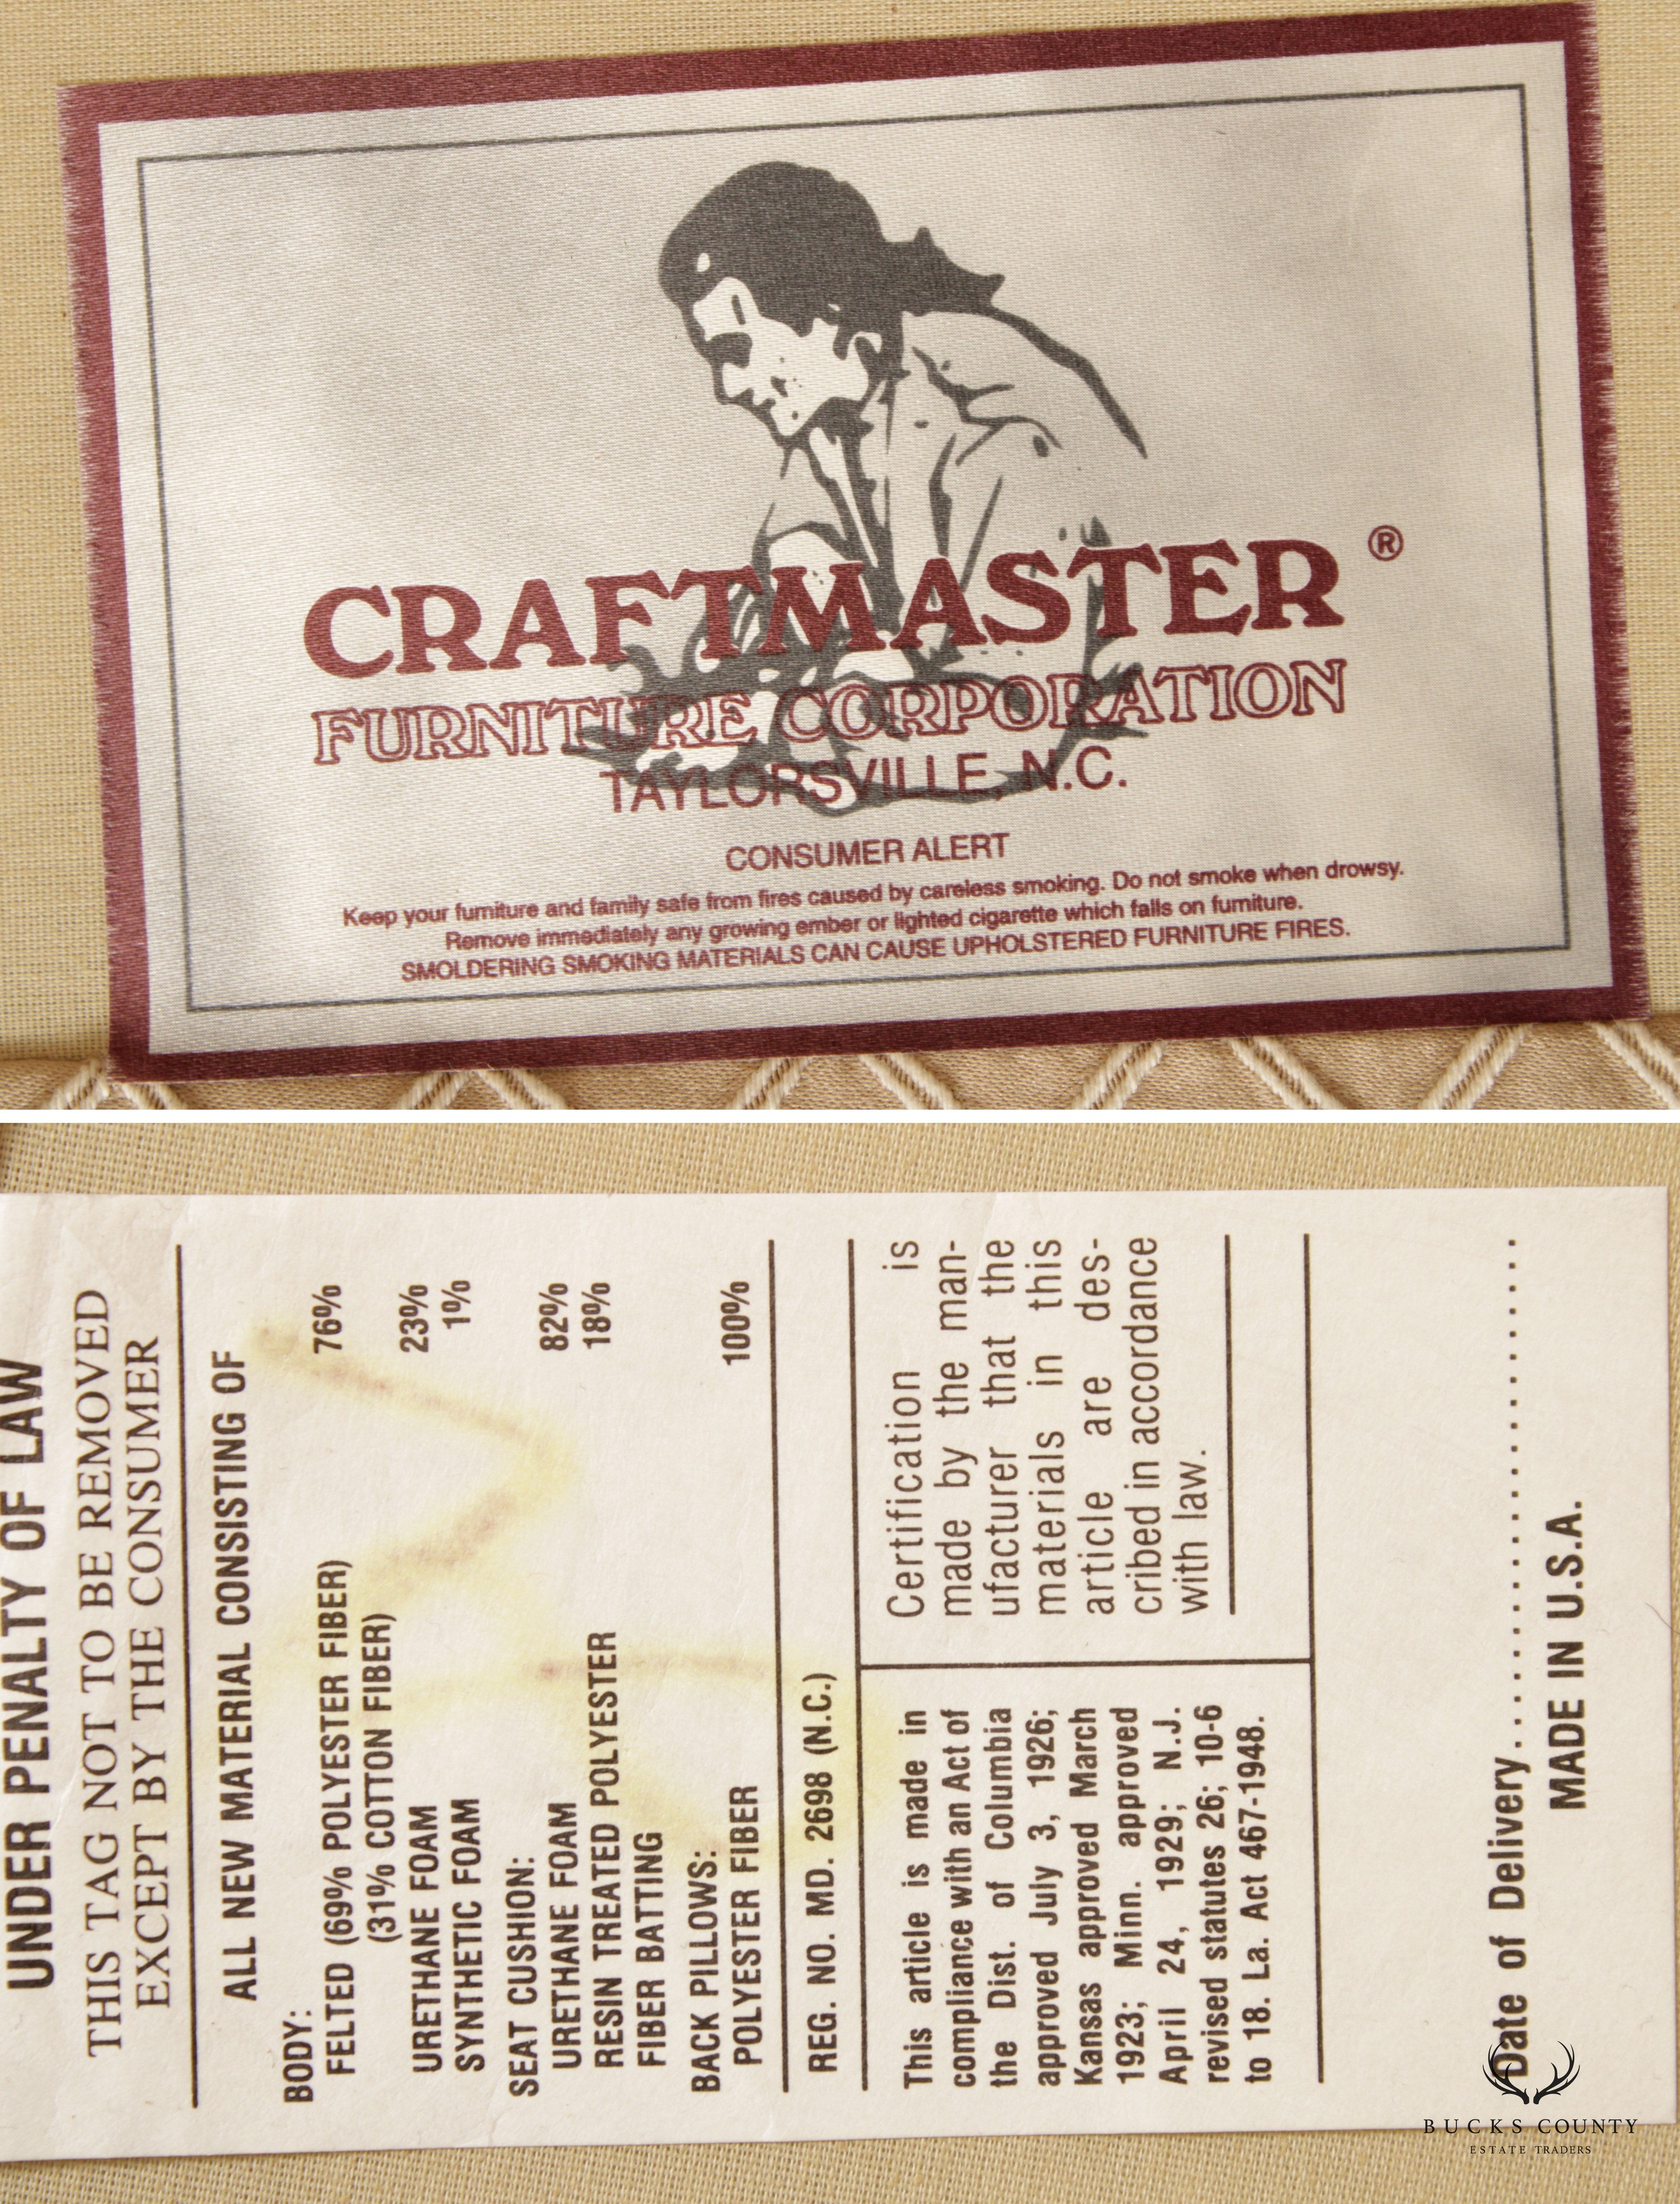 CRAFTMASTER ®
FURNITURE CORPORATION
TAYLORSVILLE, N.C.
CONSUMER ALERT
Keep your furniture and family safe from fires caused by careless smoking. Do not smoke when drowsy.
Remove immediately any growing ember or lighted cigarette which falls on furniture.
SMOLDERING SMOKING MATERIALS CAN CAUSE UPHOLSTERED FURNITURE FIRES.
UNDER PENALTY OF LAW
THIS TAG NOT TO BE REMOVED
EXCEPT BY THE CONSUMER
ALL NEW MATERIAL CONSISTING OF
BODY:
FELTED (69% POLYESTER FIBER) 76%
(31% COTTON FIBER)
URETHANE FOAM 23%
SYNTHETIC FOAM 1%
SEAT CUSHION:
URETHANE FOAM 82%
RESIN TREATED POLYESTER 18%
FIBER BATTING
BACK PILLOWS:
POLYESTER FIBER 100%
REG. NO. MD. 2698 (N.C.)
This article is made in
compliance with an Act of
the Dist. of Columbia
approved July 3, 1926;
Kansas approved March
1923; Minn. approved
April 24, 1929; N.J.
revised statutes 26; 10-6
to 18. La. Act 467-1948.
Certification is
made by the man-
ufacturer that the
materials in this
article are des-
cribed in accordance
with law.
Date of Delivery..............................
MADE IN U.S.A.
BUCKS COUNTY
ESTATE TRADERS